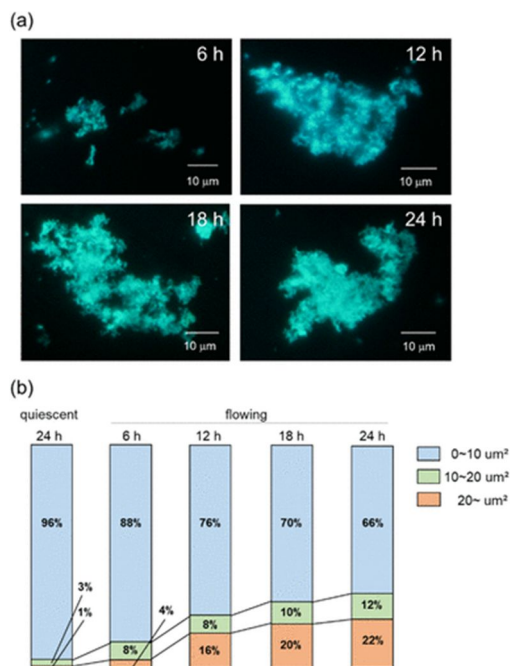 (a)
6 h
12 h
10 μm
10 μm
18 h
24 h
10 μm
10 μm
(b)
quiescent
flowing
24 h
6 h
12 h
18 h
24 h
0~10 um²
10~20 um²
20~ um²
96%
88%
76%
70%
66%
3%
1%
4%
8%
8%
10%
12%
16%
20%
22%